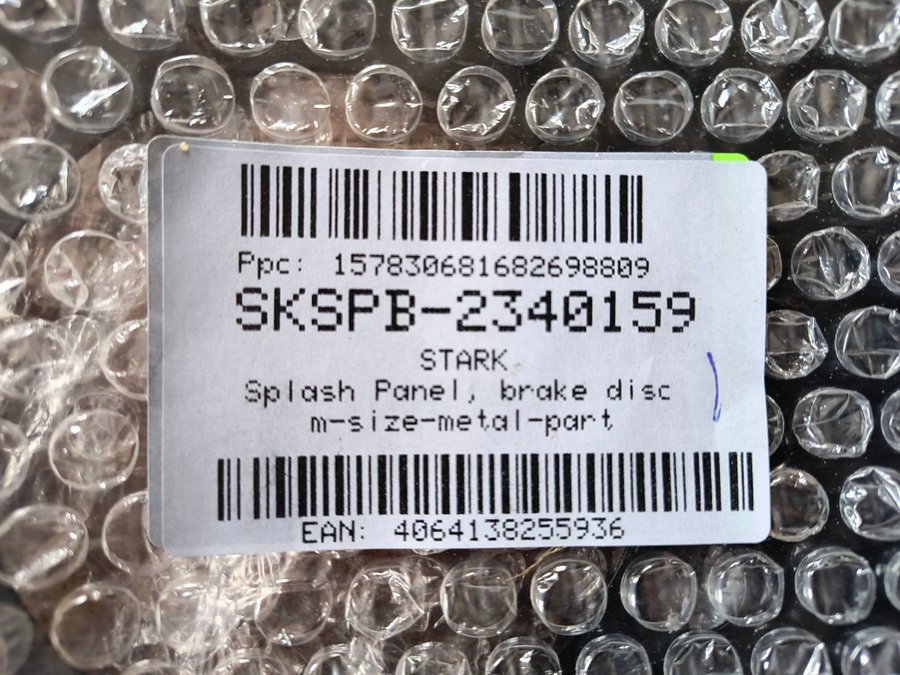 Ppc: 157830681682698809
SKSPB-2340159
STARK
Splash Panel, brake disc
m-size-metal-part
EAN: 4064138255936